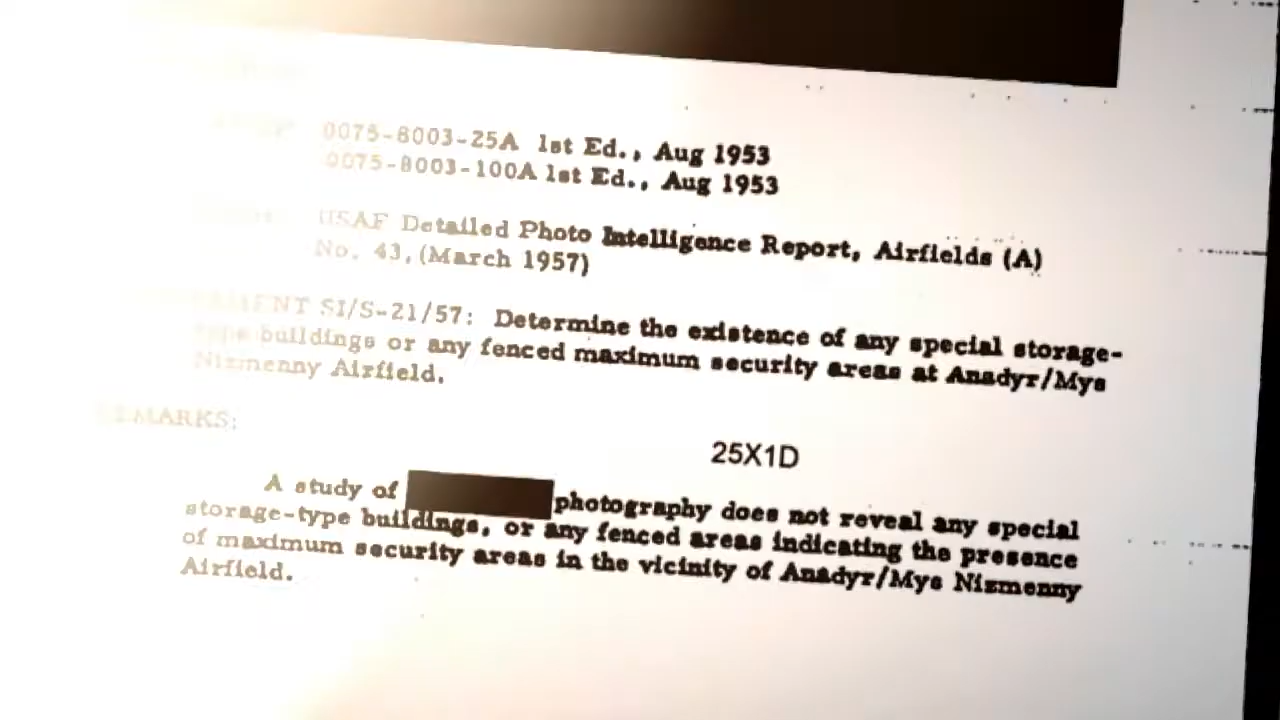 0075-8003-25A 1st Ed., Aug 1953
0075-8003-100A 1st Ed., Aug 1953
USAF Detailed Photo Intelligence Report, Airfields (A)
No. 43, (March 1957)
SI/S-21/57: Determine the existence of any special storage-
type buildings or any fenced maximum security areas at Anadyr/Mys
Nizmenny Airfield.
REMARKS:
25X1D
A study of photography does not reveal any special
storage-type buildings, or any fenced areas indicating the presence
of maximum security areas in the vicinity of Anadyr/Mys Nizmenny
Airfield.